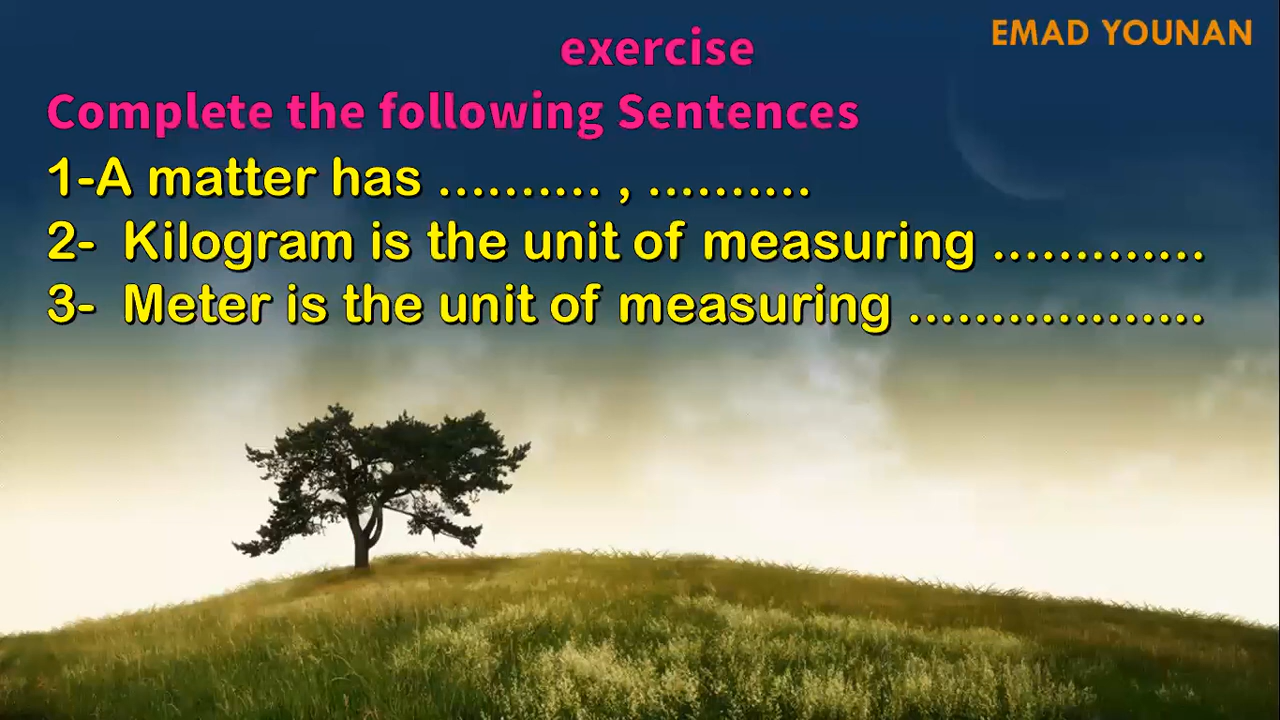 EMAD YOUNAN
exercise
Complete the following Sentences
1-A matter has .......... , ..........
2-  Kilogram is the unit of measuring .............
3-  Meter is the unit of measuring ..................